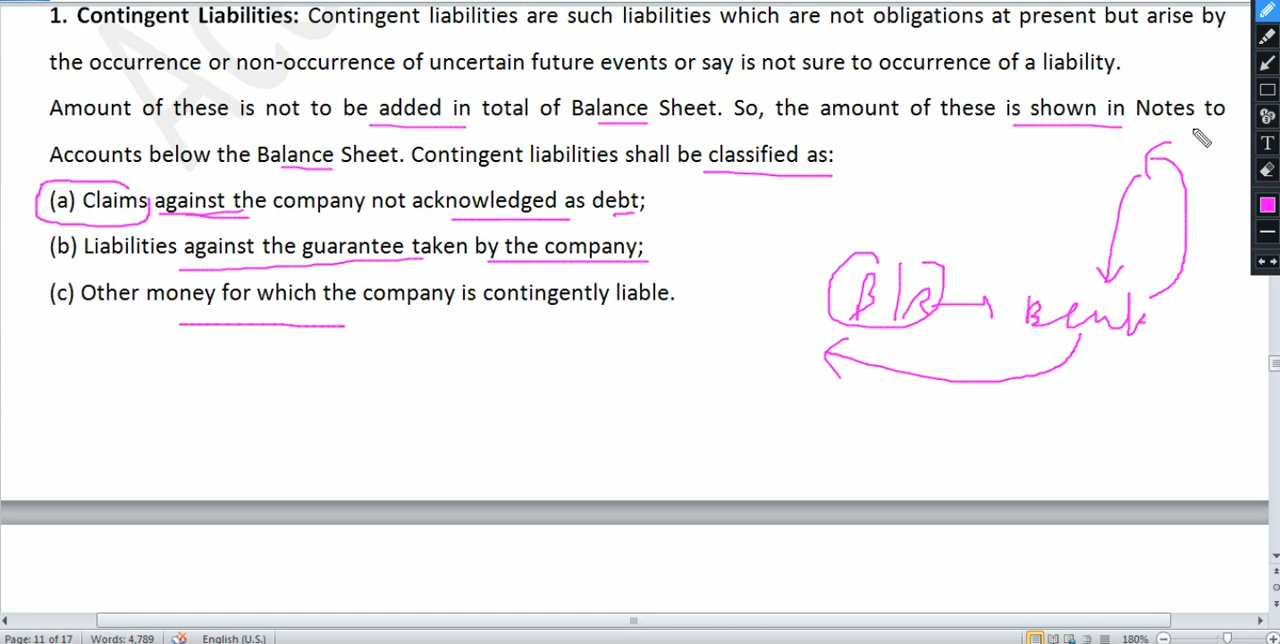 1. Contingent Liabilities: Contingent liabilities are such liabilities which are not obligations at present but arise by
the occurrence or non-occurrence of uncertain future events or say is not sure to occurrence of a liability.
Amount of these is not to be added in total of Balance Sheet. So, the amount of these is shown in Notes to
Accounts below the Balance Sheet. Contingent liabilities shall be classified as:
(a) Claims against the company not acknowledged as debt;
(b) Liabilities against the guarantee taken by the company;
(c) Other money for which the company is contingently liable.
B/R Bank
T
Page: 11 of 17 Words: 4,789 English (U.S.) 180%